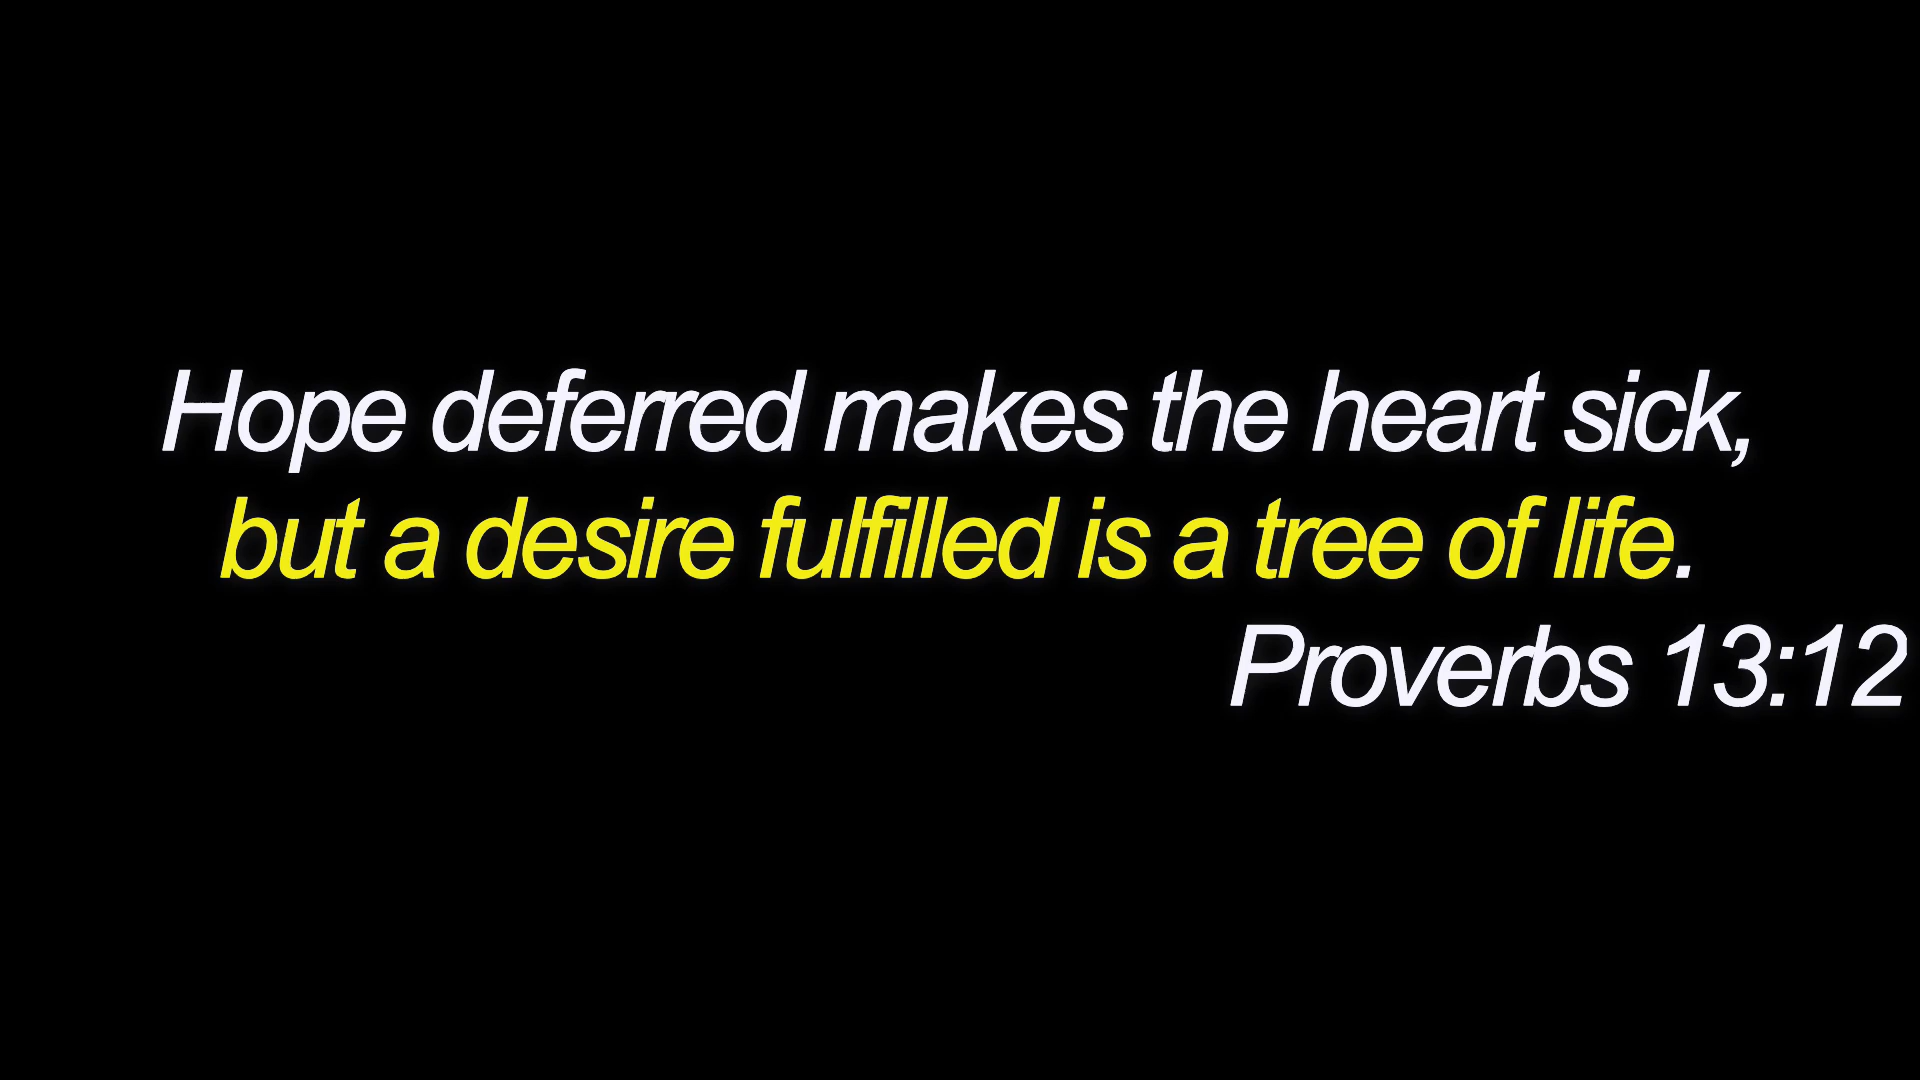 Hope deferred makes the heart sick,
but a desire fulfilled is a tree of life.
Proverbs 13:12